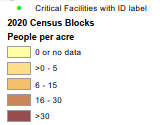 Critical Facilities with ID label
2020 Census Blocks
People per acre
0 or no data
>0 - 5
6 - 15
16 - 30
>30